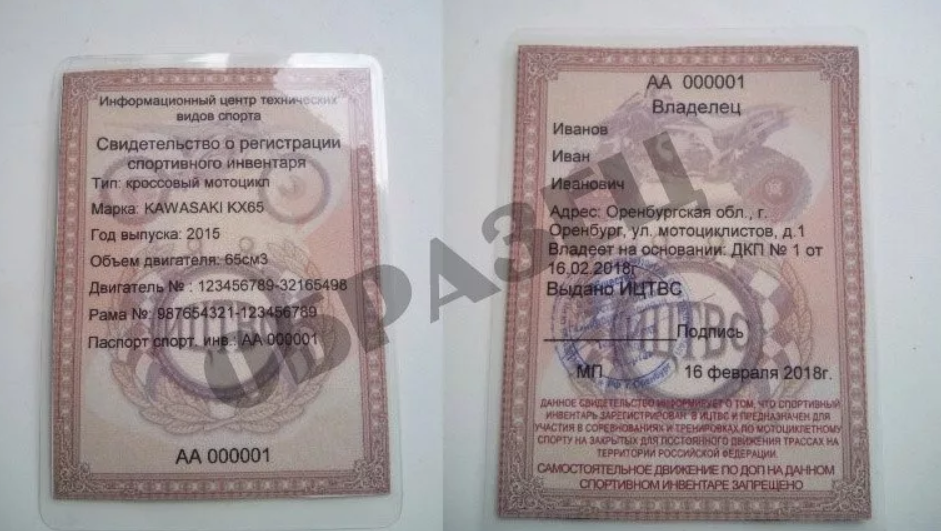 Информационный центр технических
видов спорта
Свидетельство о регистрации
спортивного инвентаря
Тип: кроссовый мотоцикл
Марка: KAWASAKI KX65
Год выпуска: 2015
Объем двигателя: 65см3
Двигатель № : 123456789-32165498
Рама №: 987654321-123456789
Паспорт спорт. инв.: АА 000001
ИЦТВС
АА 000001
АА 000001
Владелец
Иванов
Иван
Иванович
Адрес: Оренбургская обл., г.
Оренбург, ул. мотоциклистов, д.1
Владеет на основании: ДКП № 1 от
16.02.2018г
Выдано ИЦТВС
Подпись
ИЦТВС
МП 16 февраля 2018г.
ДАННОЕ СВИДЕТЕЛЬСТВО ИНФОРМИРУЕТ О ТОМ, ЧТО СПОРТИВНЫЙ
ИНВЕНТАРЬ ЗАРЕГИСТРИРОВАН В ИЦТВС И ПРЕДНАЗНАЧЕН ДЛЯ
УЧАСТИЯ В СОРЕВНОВАНИЯХ И ТРЕНИРОВКАХ ПО МОТОЦИКЛЕТНОМУ
СПОРТУ НА ЗАКРЫТЫХ ДЛЯ ПОСТОЯННОГО ДВИЖЕНИЯ ТРАССАХ НА
ТЕРРИТОРИИ РОССИЙСКОЙ ФЕДЕРАЦИИ.
САМОСТОЯТЕЛЬНОЕ ДВИЖЕНИЕ ПО ДОП НА ДАННОМ
СПОРТИВНОМ ИНВЕНТАРЕ ЗАПРЕЩЕНО
ОБРАЗЕЦ